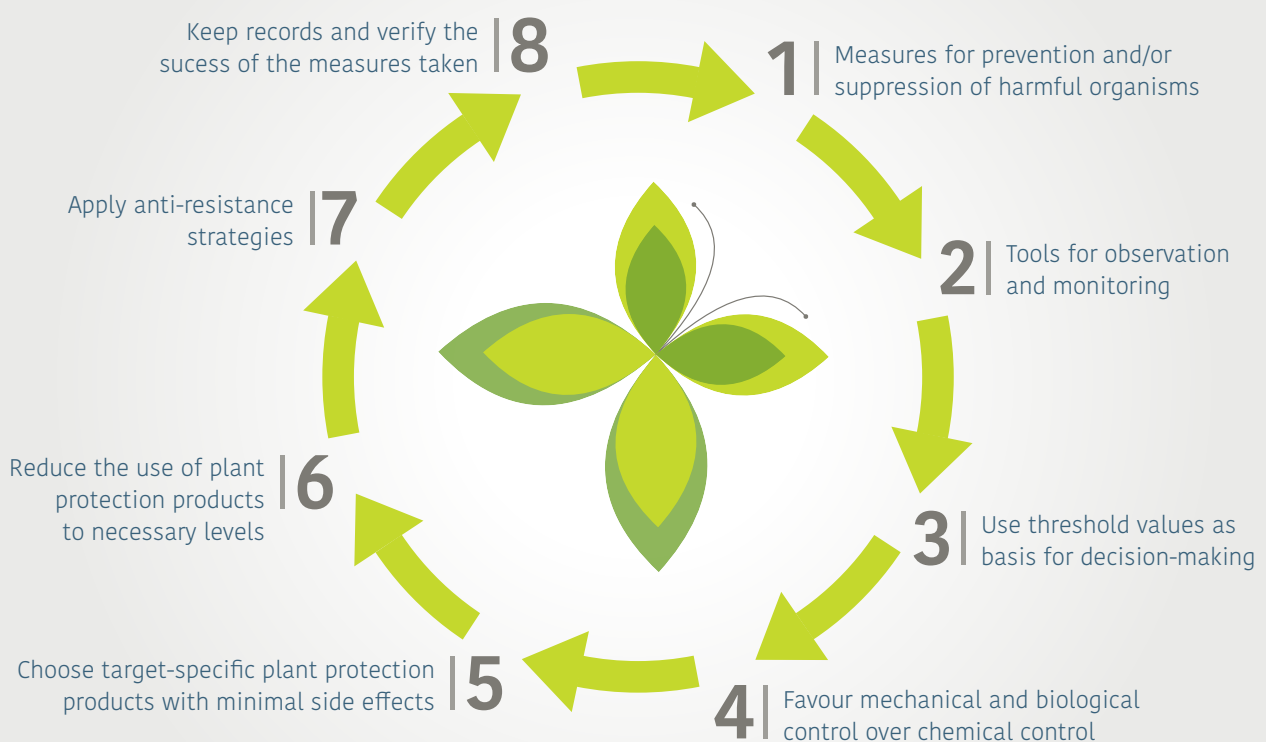 1
Measures for prevention and/or
suppression of harmful organisms
2
Tools for observation
and monitoring
3
Use threshold values as
basis for decision-making
4
Favour mechanical and biological
control over chemical control
5
Choose target-specific plant protection
products with minimal side effects
6
Reduce the use of plant
protection products
to necessary levels
7
Apply anti-resistance
strategies
8
Keep records and verify the
sucess of the measures taken